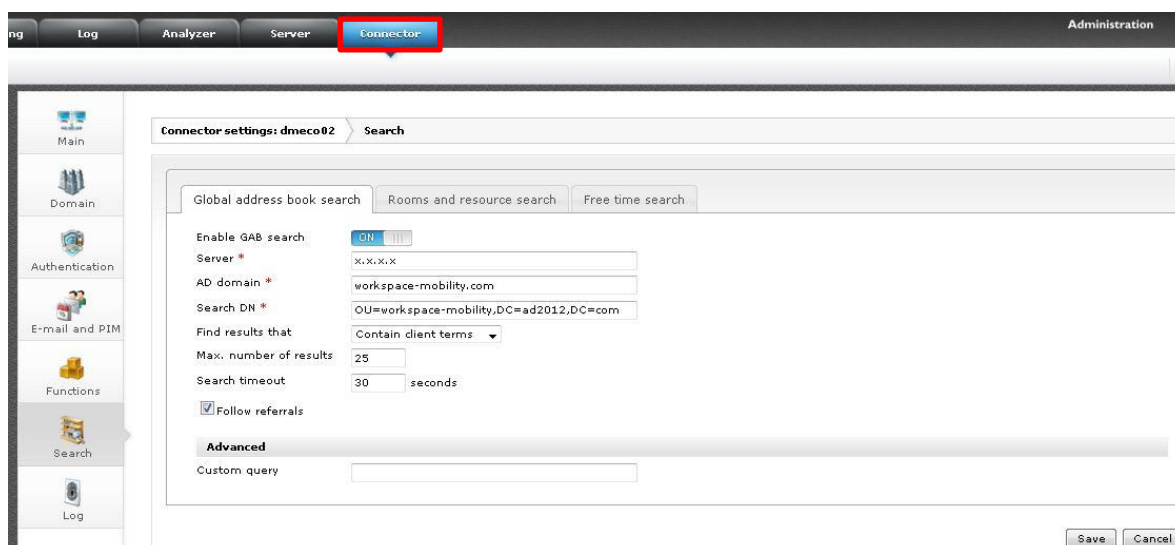 Administration
ng Log Analyzer Server Connector
Main
Domain
Authentication
E-mail and PIM
Functions
Search
Log
Connector settings: dmeco02 Search
Global address book search Rooms and resource search Free time search
Enable GAB search ON
Server * x.x.x.x
AD domain * workspace-mobility.com
Search DN * OU=workspace-mobility,DC=ad2012,DC=com
Find results that Contain client terms
Max. number of results 25
Search timeout 30 seconds
Follow referrals
Advanced
Custom query
Save Cancel